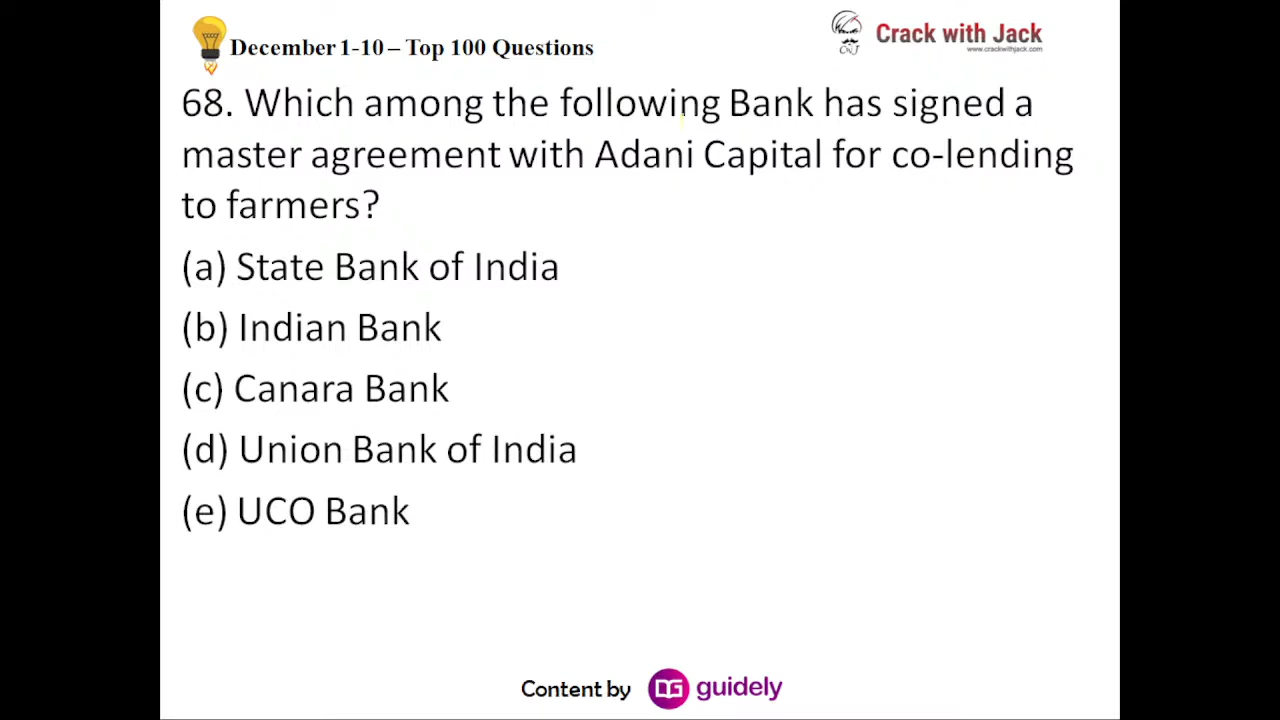 December 1-10 – Top 100 Questions
Crack with Jack
www.crackwithjack.com
CwJ
68. Which among the following Bank has signed a
master agreement with Adani Capital for co-lending
to farmers?
(a) State Bank of India
(b) Indian Bank
(c) Canara Bank
(d) Union Bank of India
(e) UCO Bank
Content by DG guidely